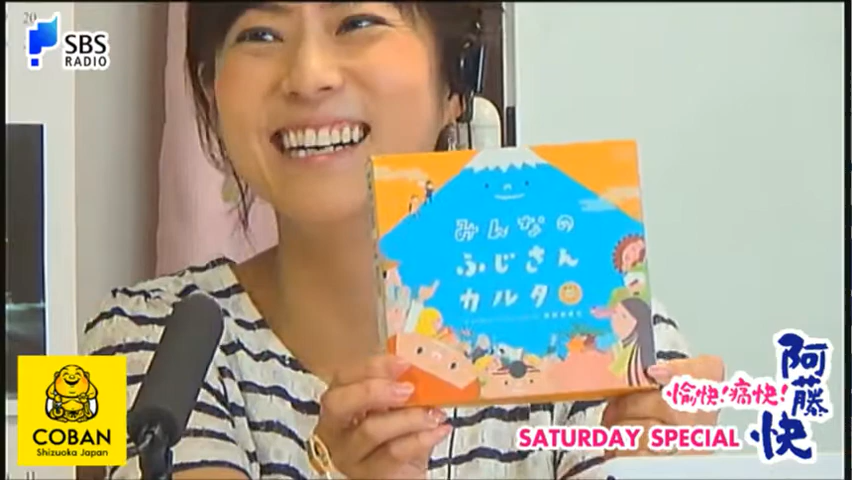 SBS
RADIO
みんなの
ふじさん
カルタ
愉快!痛快!
阿藤快
SATURDAY SPECIAL
COBAN
Shizuoka Japan